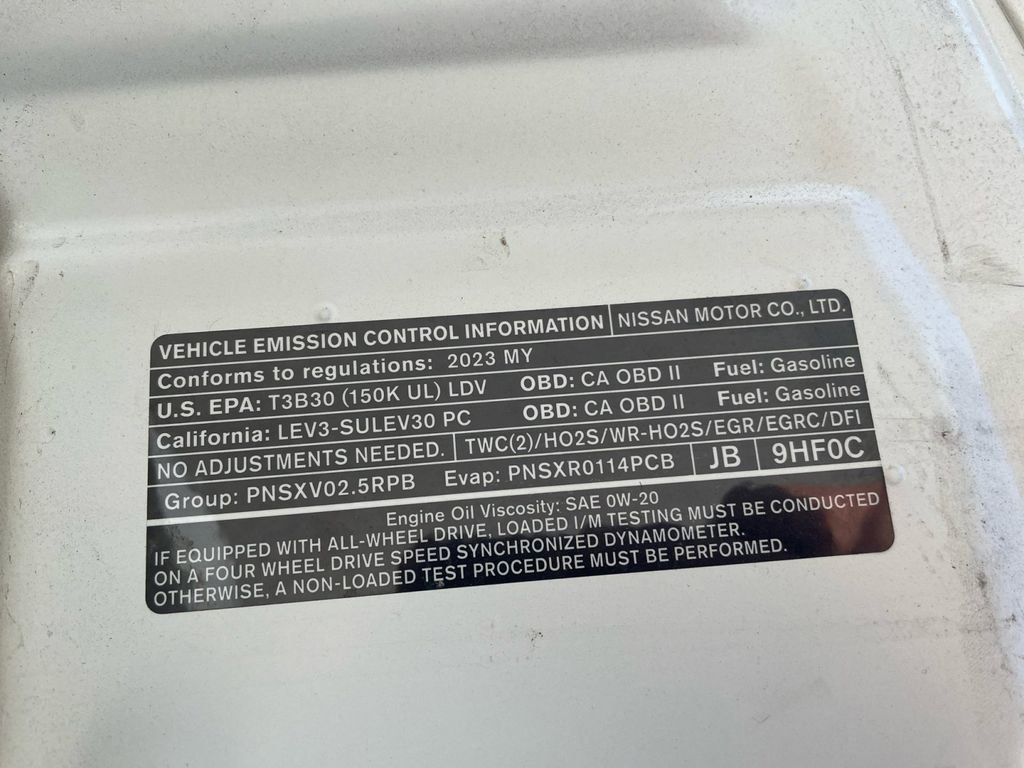 VEHICLE EMISSION CONTROL INFORMATION NISSAN MOTOR CO., LTD.
Conforms to regulations: 2023 MY
U.S. EPA: T3B30 (150K UL) LDV OBD: CA OBD II Fuel: Gasoline
California: LEV3-SULEV30 PC OBD: CA OBD II Fuel: Gasoline
NO ADJUSTMENTS NEEDED. TWC(2)/HO2S/WR-HO2S/EGR/EGRC/DFI
Group: PNSXV02.5RPB Evap: PNSXR0114PCB JB 9HF0C
Engine Oil Viscosity: SAE 0W-20
IF EQUIPPED WITH ALL-WHEEL DRIVE, LOADED I/M TESTING MUST BE CONDUCTED
ON A FOUR WHEEL DRIVE SPEED SYNCHRONIZED DYNAMOMETER.
OTHERWISE, A NON-LOADED TEST PROCEDURE MUST BE PERFORMED.